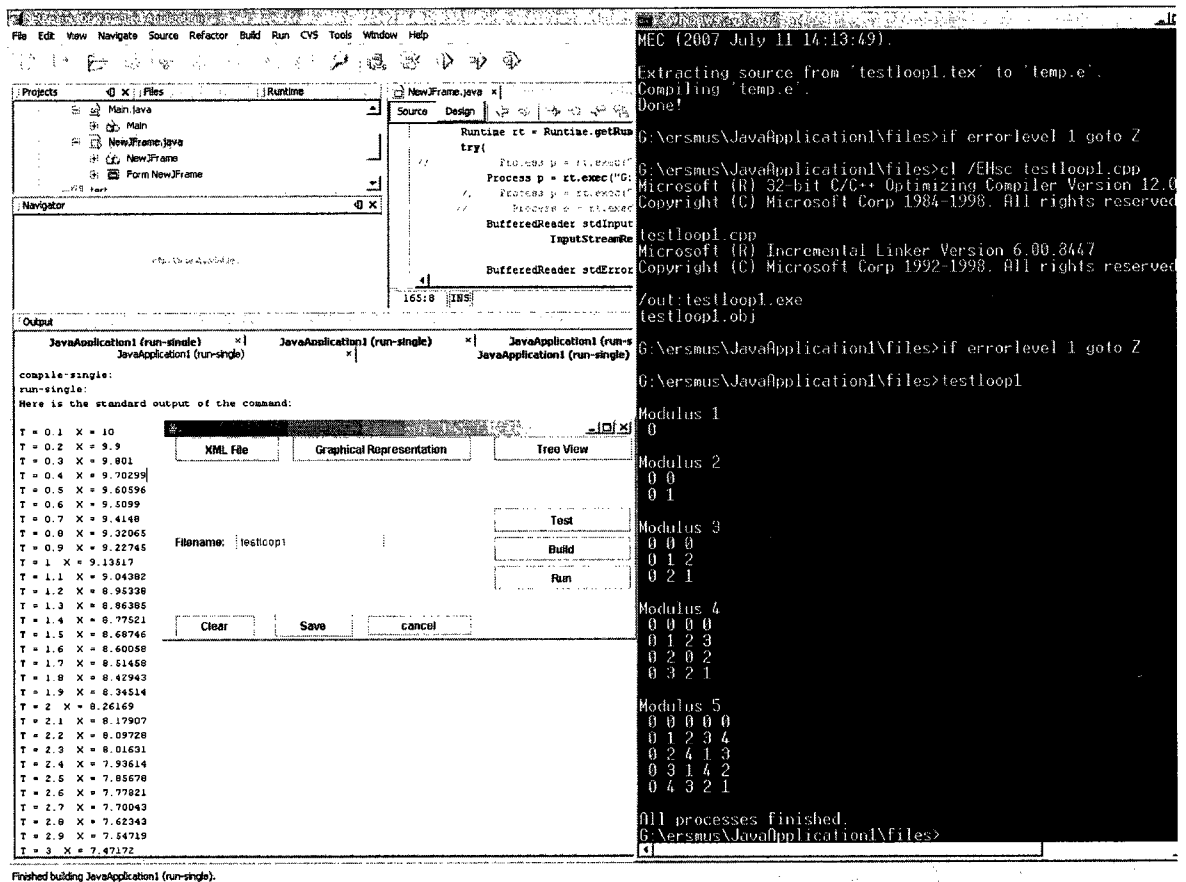 File Edit View Navigate Source Refactor Build Run CVS Tools Window Help
Projects × Files Runtime
Main.java
Main
NewJFrame.java
NewJFrame
Form NewJFrame
test
Navigator ×
NewJFrame.java ×
Source Design
Runtime rt = Runtime.getRun
try{
// Process p = rt.exec("
Process p = rt.exec("G:
// Process p = rt.exec("
// Process p = rt.exec
BufferedReader stdInput
InputStreamRe
BufferedReader stdError
165:8 INS
Output
JavaApplication1 (run-single) × JavaApplication1 (run-single) × JavaApplication1 (run-s
JavaApplication1 (run-single) × JavaApplication1 (run-single)
compile-single:
run-single:
Here is the standard output of the command:
T = 0.1 X = 10
T = 0.2 X = 9.9
T = 0.3 X = 9.801
T = 0.4 X = 9.70299
T = 0.5 X = 9.60596
T = 0.6 X = 9.5099
T = 0.7 X = 9.4148
T = 0.8 X = 9.32065
T = 0.9 X = 9.22745
T = 1 X = 9.13517
T = 1.1 X = 9.04382
T = 1.2 X = 8.95338
T = 1.3 X = 8.86385
T = 1.4 X = 8.77521
T = 1.5 X = 8.68746
T = 1.6 X = 8.60058
T = 1.7 X = 8.51458
T = 1.8 X = 8.42943
T = 1.9 X = 8.34514
T = 2 X = 8.26169
T = 2.1 X = 8.17907
T = 2.2 X = 8.09728
T = 2.3 X = 8.01631
T = 2.4 X = 7.93614
T = 2.5 X = 7.85678
T = 2.6 X = 7.77821
T = 2.7 X = 7.70043
T = 2.8 X = 7.62343
T = 2.9 X = 7.54719
T = 3 X = 7.47172
XML File Graphical Representation Tree View
Test
Filename: testloop1
Build
Run
Clear Save cancel
Finished building JavaApplication1 (run-single).
MEC (2007 July 11 14:13:49).
Extracting source from 'testloop1.tex' to 'temp.e'.
Compiling 'temp.e'.
Done!
G:\ersmus\JavaApplication1\files>if errorlevel 1 goto Z
G:\ersmus\JavaApplication1\files>cl /EHsc testloop1.cpp
Microsoft (R) 32-bit C/C++ Optimizing Compiler Version 12.0
Copyright (C) Microsoft Corp 1984-1998. All rights reserved
testloop1.cpp
Microsoft (R) Incremental Linker Version 6.00.8447
Copyright (C) Microsoft Corp 1992-1998. All rights reserved
/out:testloop1.exe
testloop1.obj
G:\ersmus\JavaApplication1\files>if errorlevel 1 goto Z
G:\ersmus\JavaApplication1\files>testloop1
Modulus 1
0
Modulus 2
0 0
0 1
Modulus 3
0 0 0
0 1 2
0 2 1
Modulus 4
0 0 0 0
0 1 2 3
0 2 0 2
0 3 2 1
Modulus 5
0 0 0 0 0
0 1 2 3 4
0 2 4 1 3
0 3 1 4 2
0 4 3 2 1
All processes finished.
G:\ersmus\JavaApplication1\files>